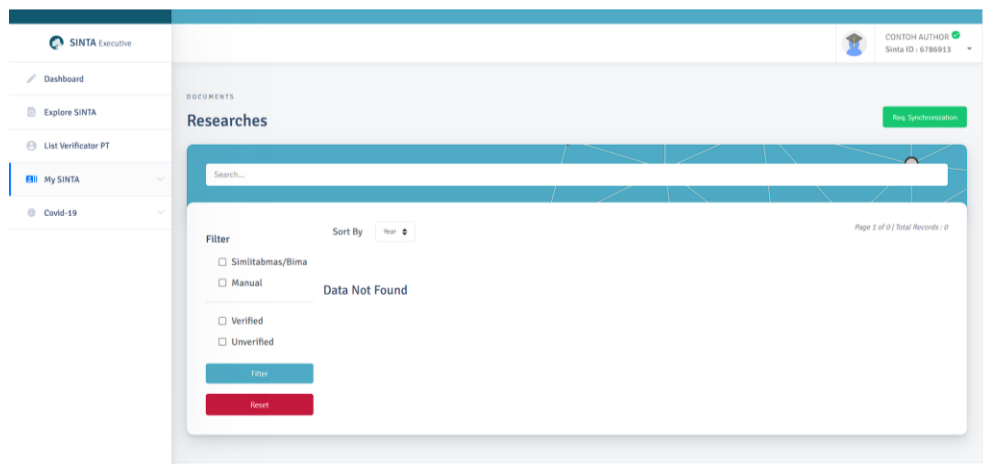 SINTA Executive
CONTOH AUTHOR
Sinta ID : 6786913
Dashboard
Explore SINTA
List Verificator PT
My SINTA
Covid-19
DOCUMENTS
Researches
Req. Synchronization
Search...
Filter
Sort By
Year
Page 1 of 0 | Total Records : 0
Simlitabmas/Bima
Manual
Data Not Found
Verified
Unverified
Filter
Reset